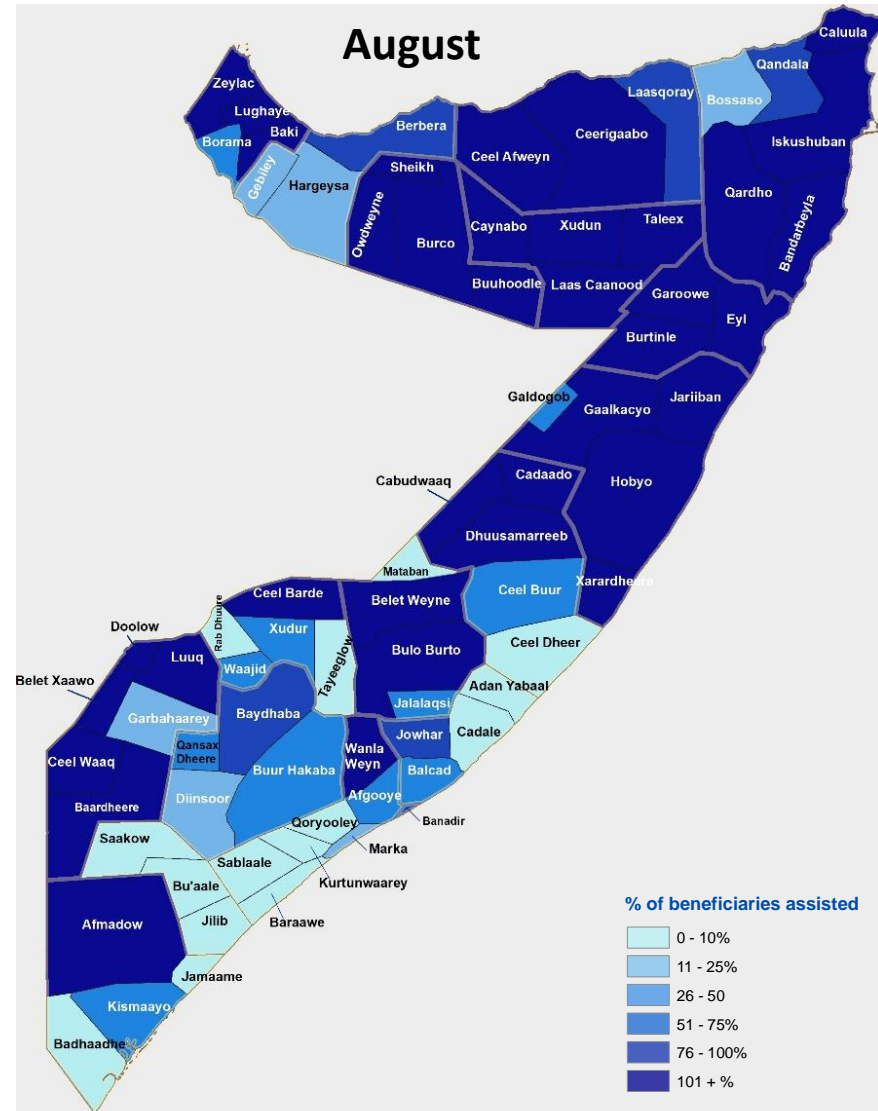 August
Caluula
Zeylac
Qandala
Laasqoray
Bossaso
Lughaye
Berbera
Baki
Ceerigaabo
Borama
Iskushuban
Ceel Afweyn
Gebiley
Sheikh
Hargeysa
Qardho
Owdweyne
Caynabo
Xudun
Taleex
Bandarbeyla
Burco
Buuhoodle
Laas Caanood
Garoowe
Eyl
Burtinle
Galdogob
Gaalkacyo
Jariiban
Cabudwaaq
Cadaado
Hobyo
Dhuusamarreeb
Mataban
Xarardheere
Ceel Barde
Belet Weyne
Ceel Buur
Rab Dhuure
Doolow
Xudur
Ceel Dheer
Luuq
Tayeeglow
Bulo Burto
Waajid
Belet Xaawo
Adan Yabaal
Garbahaarey
Baydhaba
Jalalaqsi
Cadale
Jowhar
Qansax
Dheere
Wanla
Weyn
Ceel Waaq
Buur Hakaba
Balcad
Diinsoor
Afgooye
Baardheere
Banadir
Qoryooley
Saakow
Marka
Sablaale
Kurtunwaarey
Bu'aale
Baraawe
Jilib
Afmadow
Jamaame
Kismaayo
Badhaadhe
% of beneficiaries assisted
0 - 10%
11 - 25%
26 - 50
51 - 75%
76 - 100%
101 + %